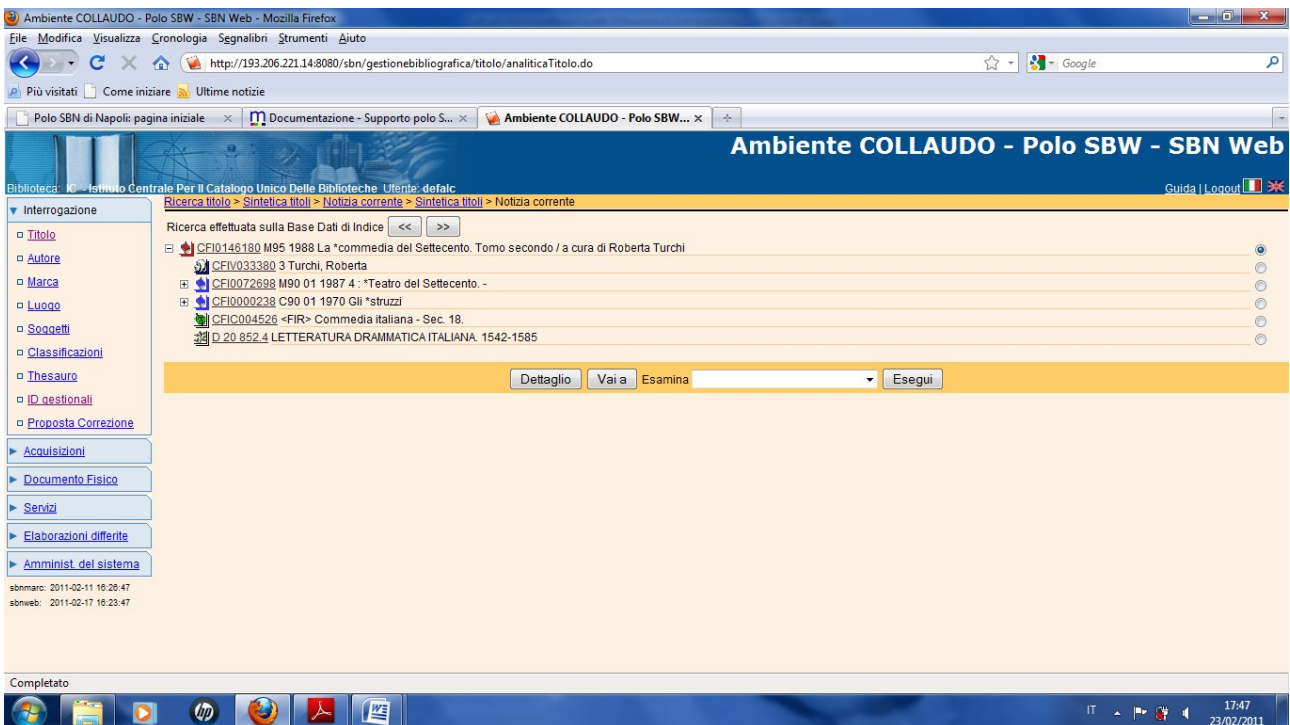 Ambiente COLLAUDO - Polo SBW - SBN Web - Mozilla Firefox
File Modifica Visualizza Cronologia Segnalibri Strumenti Aiuto
http://193.206.221.14:8080/sbn/gestionebibliografica/titolo/analiticaTitolo.do Google
Più visitati Come iniziare Ultime notizie
Polo SBN di Napoli: pagina iniziale Documentazione - Supporto polo S... Ambiente COLLAUDO - Polo SBW...
Ambiente COLLAUDO - Polo SBW - SBN Web
Biblioteca: IC - Istituto Centrale Per Il Catalogo Unico Delle Biblioteche Utente: defalc Guida | Logout
Ricerca titolo > Sintetica titoli > Notizia corrente > Sintetica titoli > Notizia corrente
Interrogazione
Titolo
Autore
Marca
Luogo
Soggetti
Classificazioni
Thesauro
ID gestionali
Proposta Correzione
Acquisizioni
Documento Fisico
Servizi
Elaborazioni differite
Amminist. del sistema
sbnmarc: 2011-02-11 16:26:47
sbnweb: 2011-02-17 16:23:47
Ricerca effettuata sulla Base Dati di Indice << >>
CFI0146180 M95 1988 La *commedia del Settecento. Tomo secondo / a cura di Roberta Turchi
CFIV033380 3 Turchi, Roberta
CFI0072698 M90 01 1987 4 : *Teatro del Settecento. -
CFI0000238 C90 01 1970 Gli *struzzi
CFIC004526 <FIR> Commedia italiana - Sec. 18.
D 20 852.4 LETTERATURA DRAMMATICA ITALIANA. 1542-1585
Dettaglio Vai a Esamina Esegui
Completato
hp
IT 17:47
23/02/2011